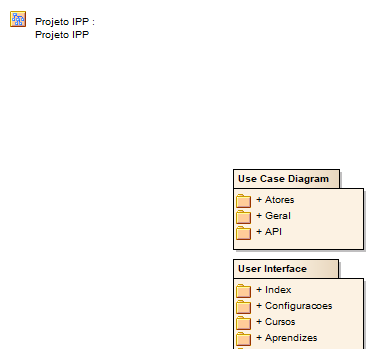 Projeto IPP :
Projeto IPP
Use Case Diagram
+ Atores
+ Geral
+ API
User Interface
+ Index
+ Configuracoes
+ Cursos
+ Aprendizes